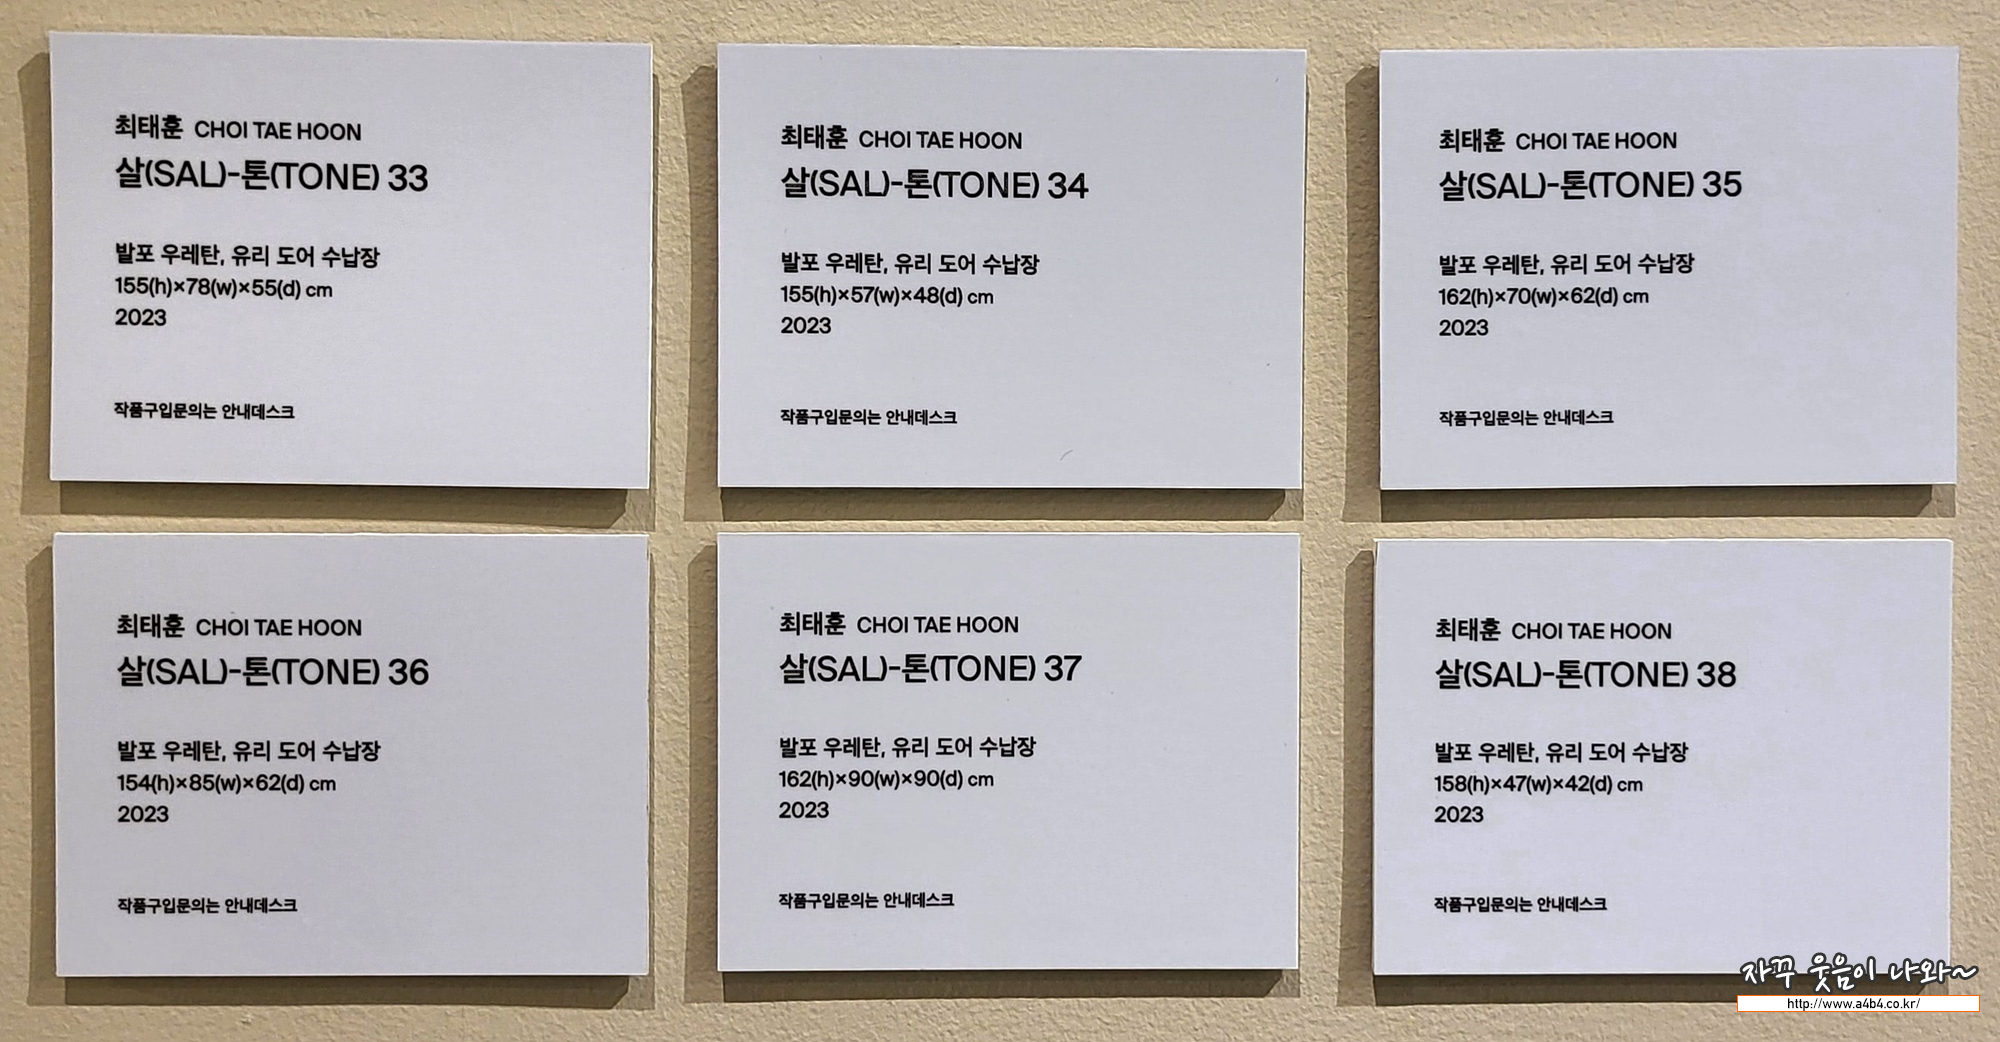 최태훈 CHOI TAE HOON
살(SAL)-톤(TONE) 33
발포 우레탄, 유리 도어 수납장
155(h)×78(w)×55(d) cm
2023
작품구입문의는 안내데스크
최태훈 CHOI TAE HOON
살(SAL)-톤(TONE) 34
발포 우레탄, 유리 도어 수납장
155(h)×57(w)×48(d) cm
2023
작품구입문의는 안내데스크
최태훈 CHOI TAE HOON
살(SAL)-톤(TONE) 35
발포 우레탄, 유리 도어 수납장
162(h)×70(w)×62(d) cm
2023
작품구입문의는 안내데스크
최태훈 CHOI TAE HOON
살(SAL)-톤(TONE) 36
발포 우레탄, 유리 도어 수납장
154(h)×85(w)×62(d) cm
2023
작품구입문의는 안내데스크
최태훈 CHOI TAE HOON
살(SAL)-톤(TONE) 37
발포 우레탄, 유리 도어 수납장
162(h)×90(w)×90(d) cm
2023
작품구입문의는 안내데스크
최태훈 CHOI TAE HOON
살(SAL)-톤(TONE) 38
발포 우레탄, 유리 도어 수납장
158(h)×47(w)×42(d) cm
2023
작품구입문의는 안내데스크
자꾸 웃음이 나와~
http://www.a4b4.co.kr/